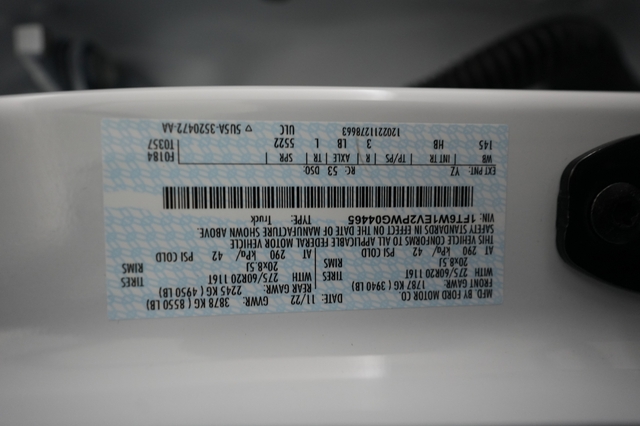 MFD. BY FORD MOTOR CO.
DATE: 11/22 GVWR: 3878 KG ( 8550 LB)
FRONT GAWR: 1787 KG ( 3940 LB) REAR GAWR: 2245 KG ( 4950 LB)
WITH 275/60R20 116T TIRES WITH 275/60R20 116T TIRES
20x8.5J RIMS 20x8.5J RIMS
AT 290 kPa/ 42 PSI COLD AT 290 kPa/ 42 PSI COLD
THIS VEHICLE CONFORMS TO ALL APPLICABLE FEDERAL MOTOR VEHICLE
SAFETY STANDARDS IN EFFECT ON THE DATE OF MANUFACTURE SHOWN ABOVE
VIN: 1FT6W1EV2PWG04465 TYPE: Truck
EXT PNT: YZ RC: 53 DSO: F0184
WB INT TR TP/PS R AXLE TR SPR T0357
145 HB 3 LB L 5522
120221278663 ULC ▽ SU5A-3520472-AA